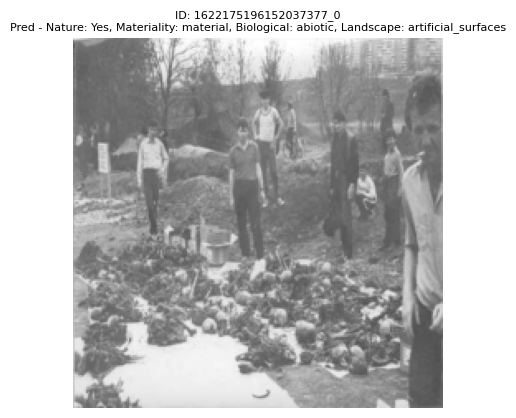 ID: 1622175196152037377_0
Pred - Nature: Yes, Materiality: material, Biological: abiotic, Landscape: artificial_surfaces